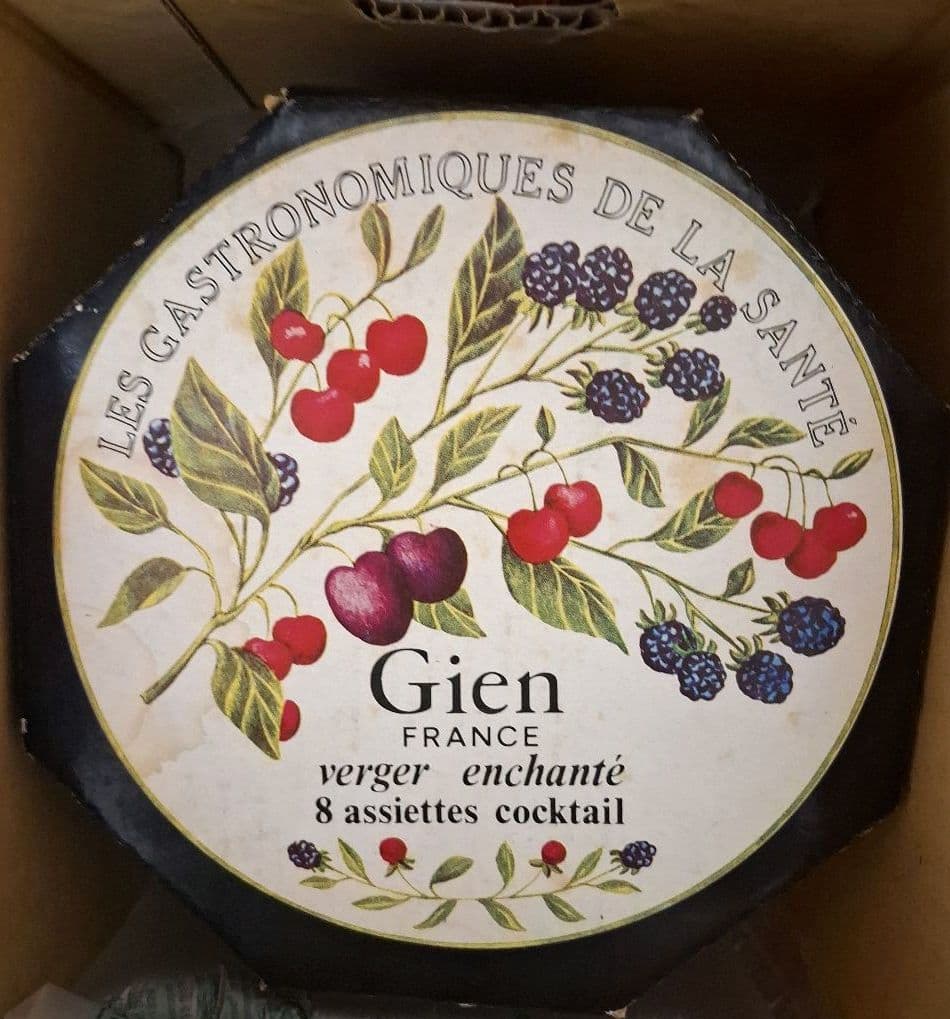 LES GASTRONOMIQUES DE LA SANTÉ
Gien
FRANCE
verger enchanté
8 assiettes cocktail